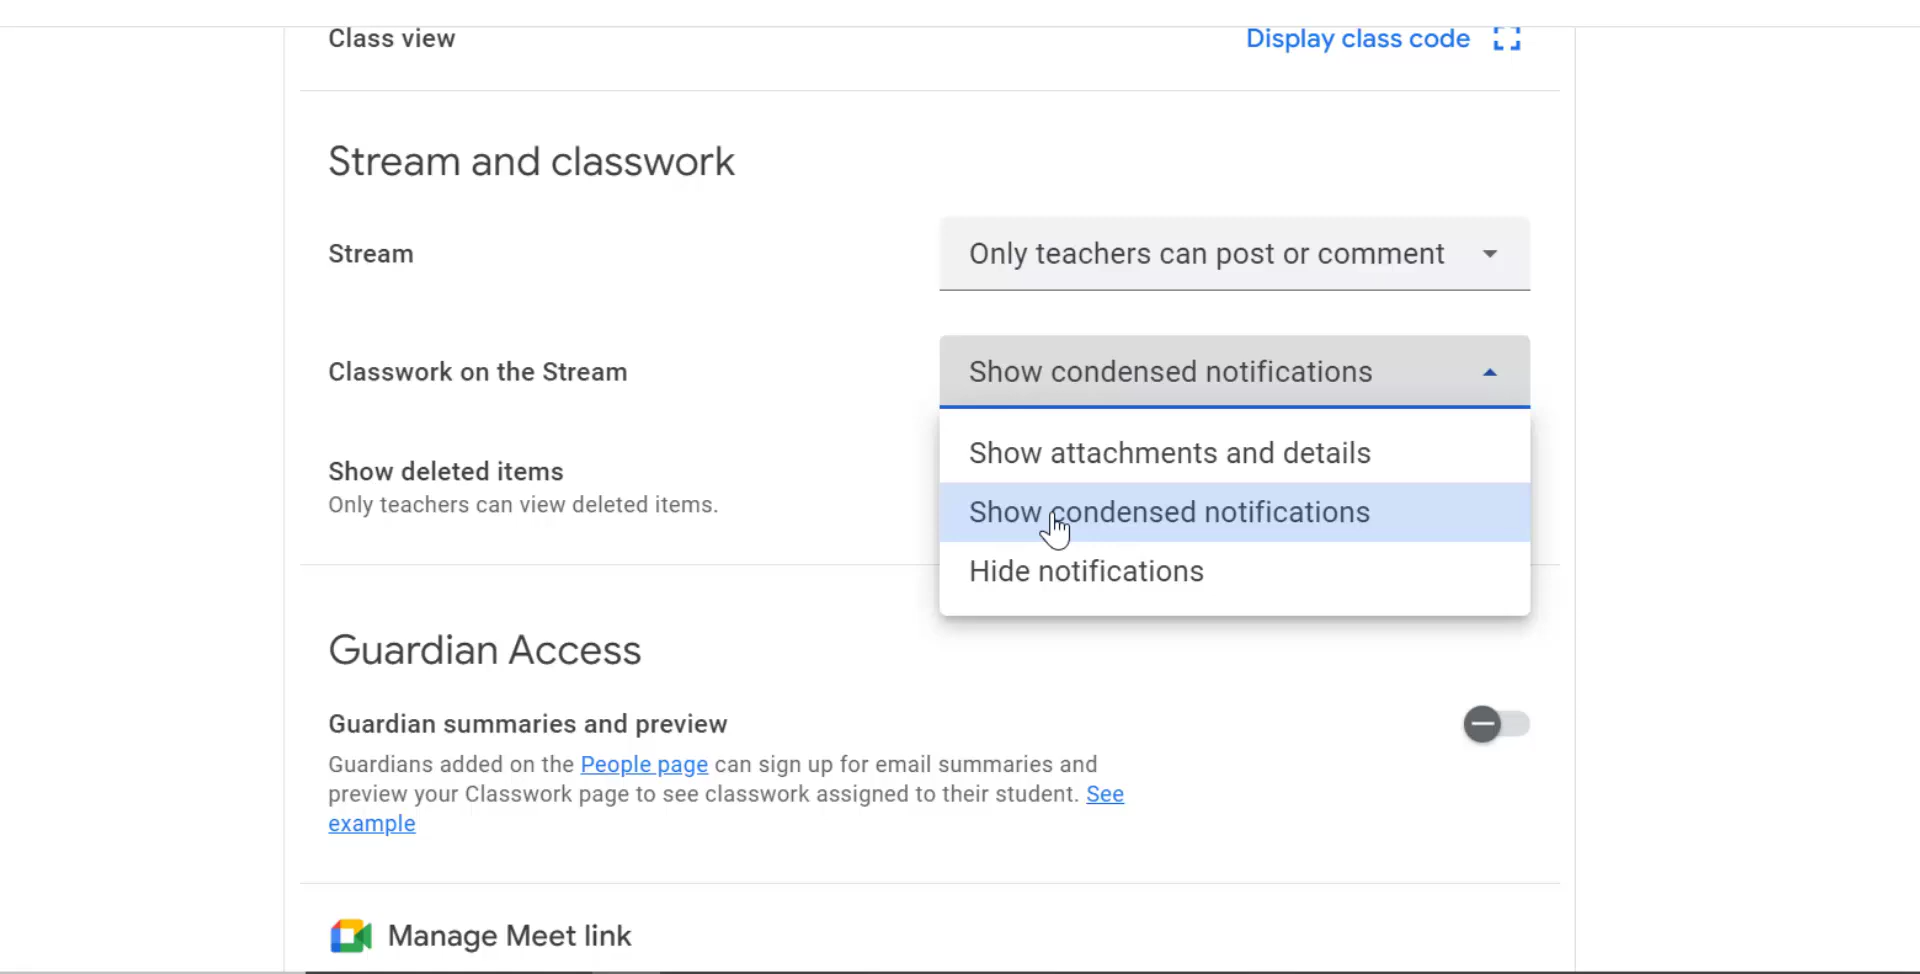 Class view
Display class code
Stream and classwork
Stream
Only teachers can post or comment
Classwork on the Stream
Show condensed notifications
Show attachments and details
Show deleted items
Only teachers can view deleted items.
Show condensed notifications
Hide notifications
Guardian Access
Guardian summaries and preview
Guardians added on the People page can sign up for email summaries and
preview your Classwork page to see classwork assigned to their student. See
example
Manage Meet link